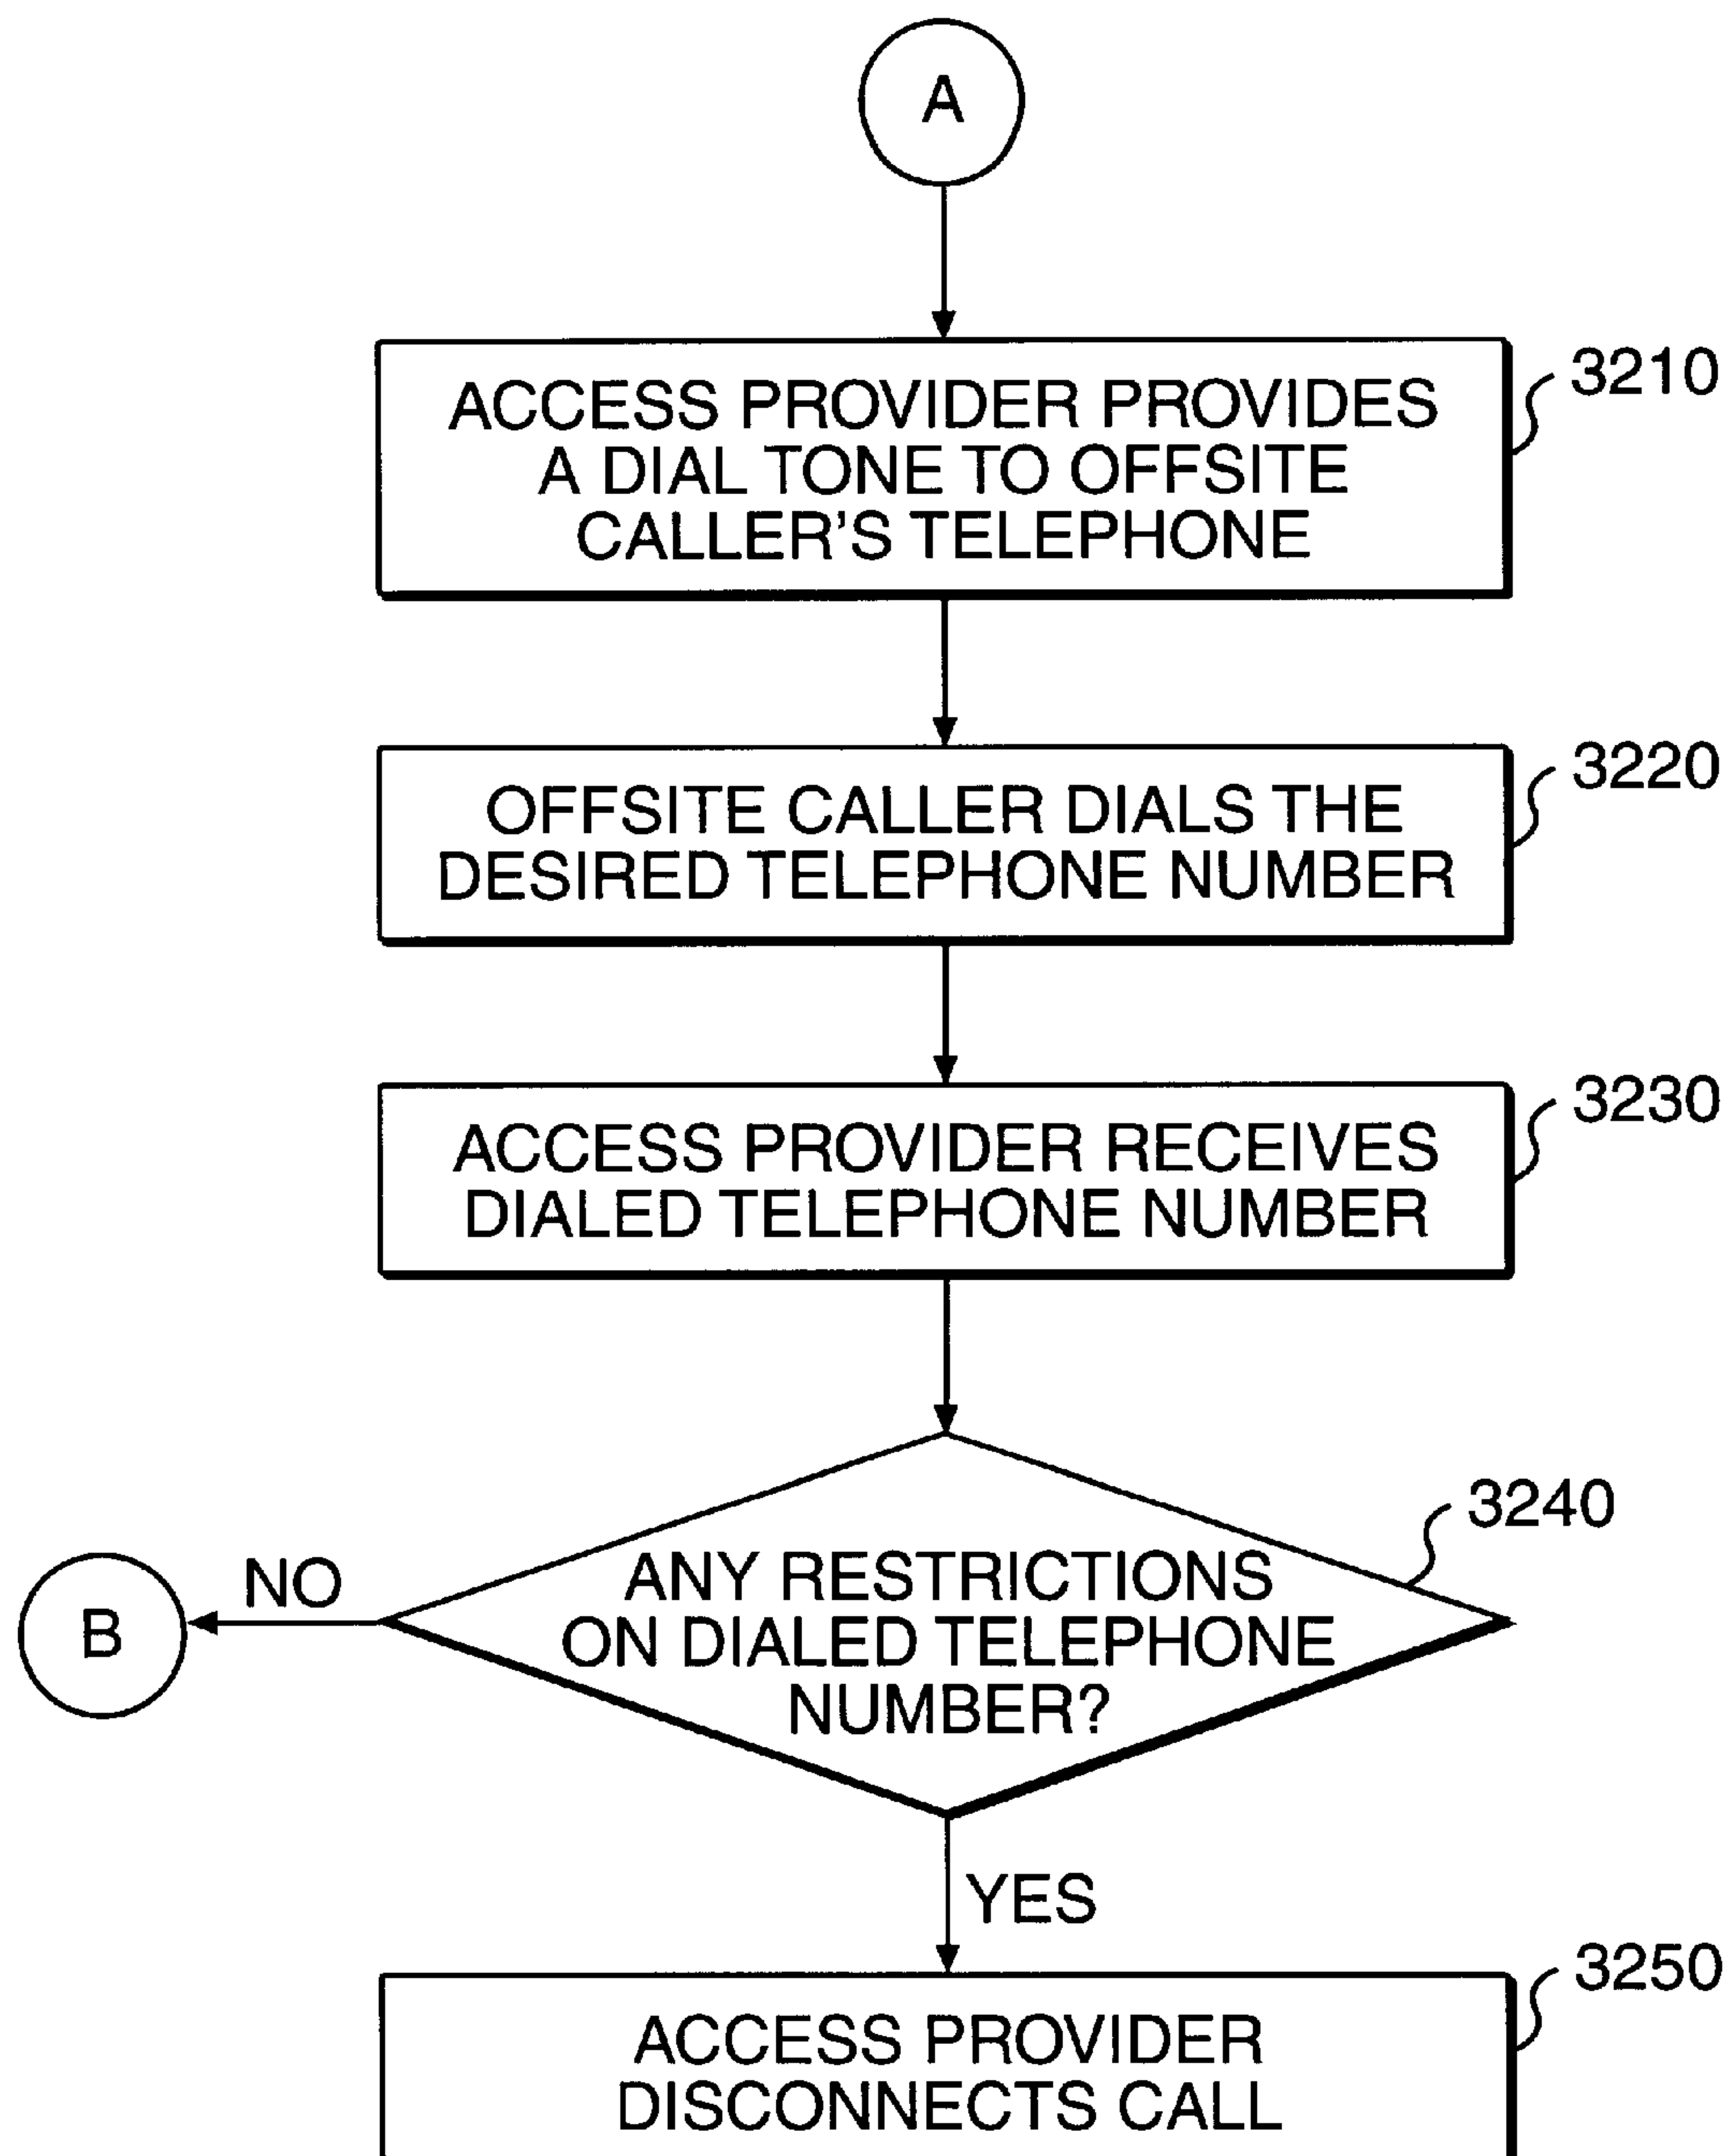 A
ACCESS PROVIDER PROVIDES
A DIAL TONE TO OFFSITE
CALLER'S TELEPHONE
3210
OFFSITE CALLER DIALS THE
DESIRED TELEPHONE NUMBER
3220
ACCESS PROVIDER RECEIVES
DIALED TELEPHONE NUMBER
3230
3240
ANY RESTRICTIONS
ON DIALED TELEPHONE
NUMBER?
NO
B
YES
3250
ACCESS PROVIDER
DISCONNECTS CALL